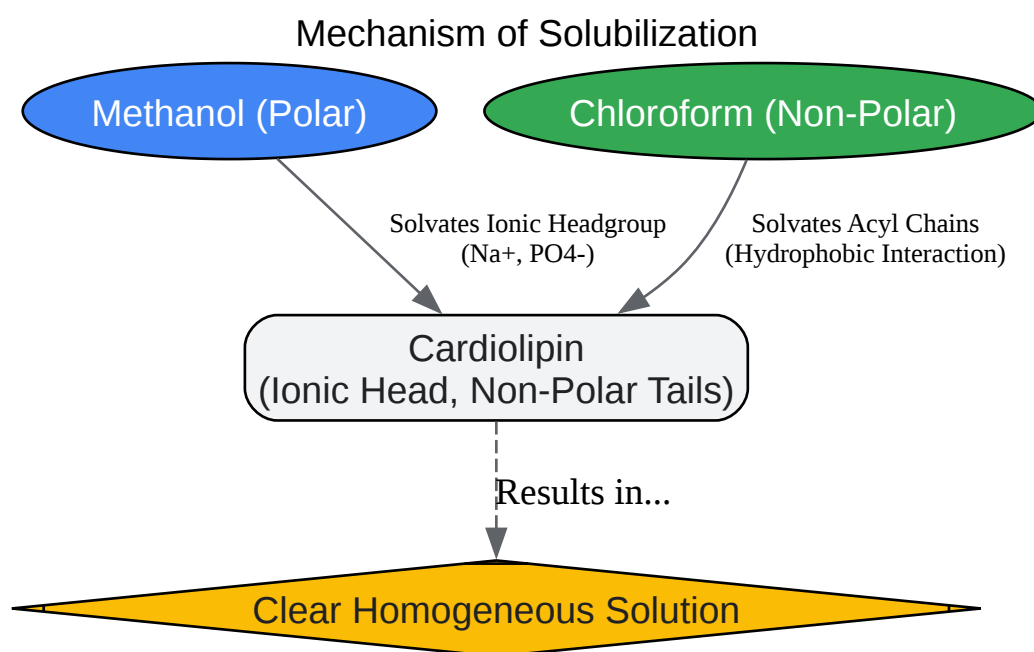 Mechanism of Solubilization
Methanol (Polar)
Chloroform (Non-Polar)
Solvates Ionic Headgroup
(Na+, PO4-)
Solvates Acyl Chains
(Hydrophobic Interaction)
Cardiolipin
(Ionic Head, Non-Polar Tails)
Results in...
Clear Homogeneous Solution